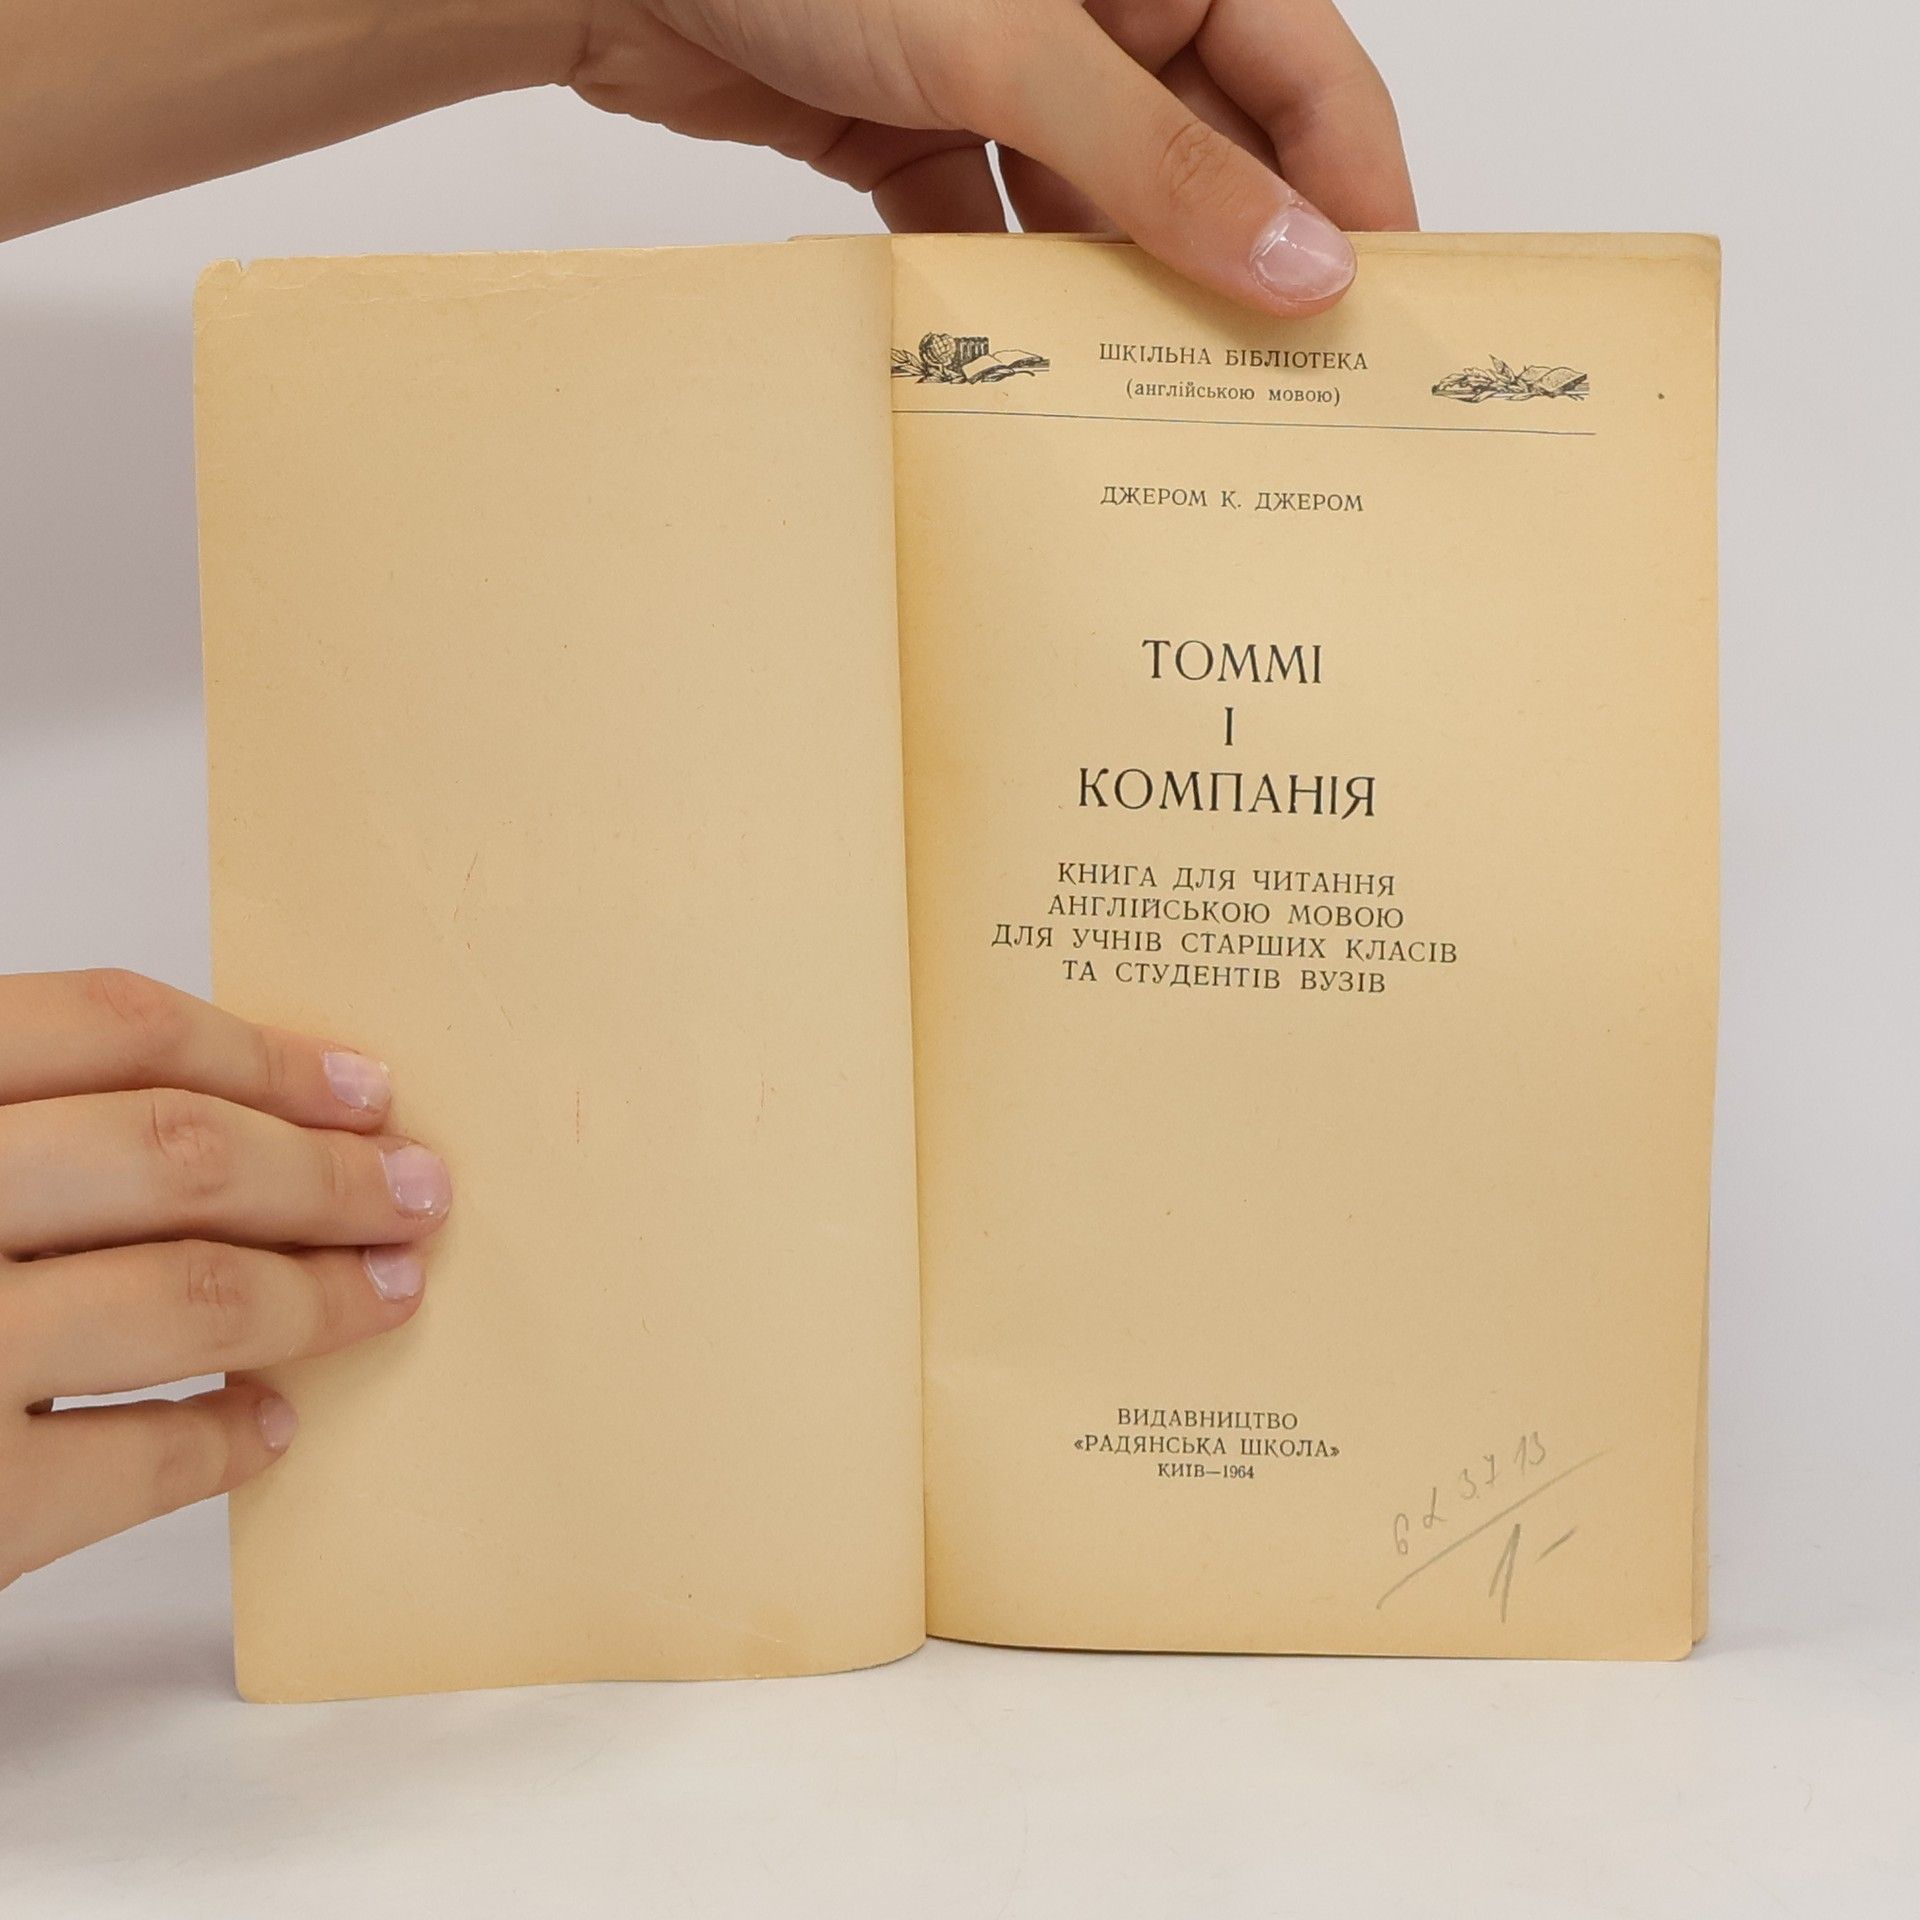 ШКІЛЬНА БІБЛІОТЕКА
(англійською мовою)
ДЖЕРОМ К. ДЖЕРОМ
ТОММІ
І
КОМПАНІЯ
КНИГА ДЛЯ ЧИТАННЯ
АНГЛІЙСЬКОЮ МОВОЮ
ДЛЯ УЧНІВ СТАРШИХ КЛАСІВ
ТА СТУДЕНТІВ ВУЗІВ
ВИДАВНИЦТВО
«РАДЯНСЬКА ШКОЛА»
КИЇВ—1964
3713
1-